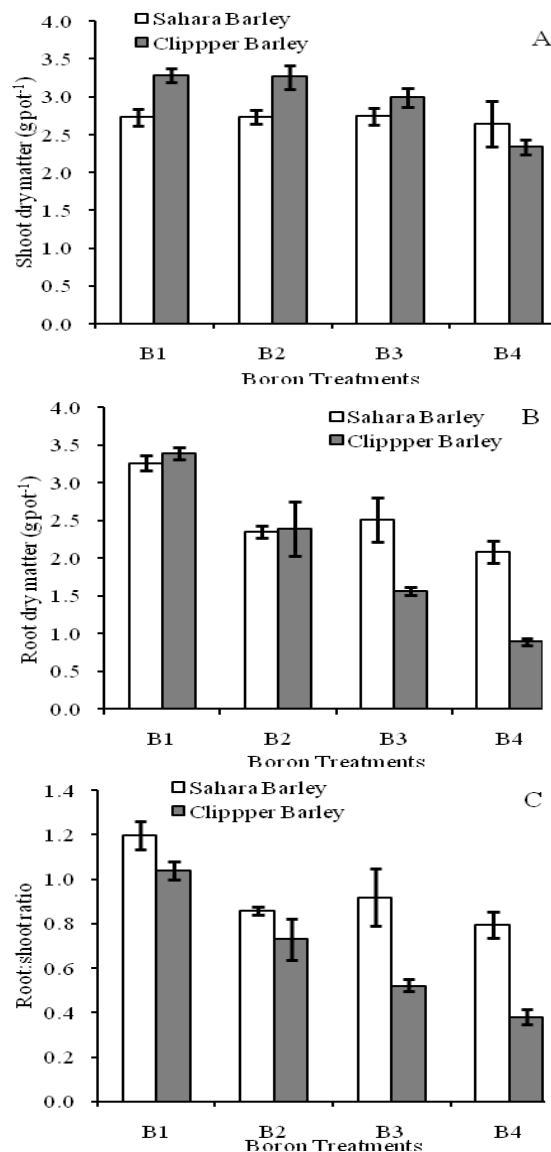 Sahara Barley
Clippper Barley
A
Shoot dry matter (g pot-1)
4.0
3.5
3.0
2.5
2.0
1.5
1.0
0.5
0.0
B1 B2 B3 B4
Boron Treatments
Sahara Barley
Clippper Barley
B
Root dry matter (g pot-1)
4.0
3.5
3.0
2.5
2.0
1.5
1.0
0.5
0.0
B1 B2 B3 B4
Boron Treatments
Sahara Barley
Clippper Barley
C
Root:shoot ratio
1.4
1.2
1.0
0.8
0.6
0.4
0.2
0.0
B1 B2 B3 B4
Boron Treatments